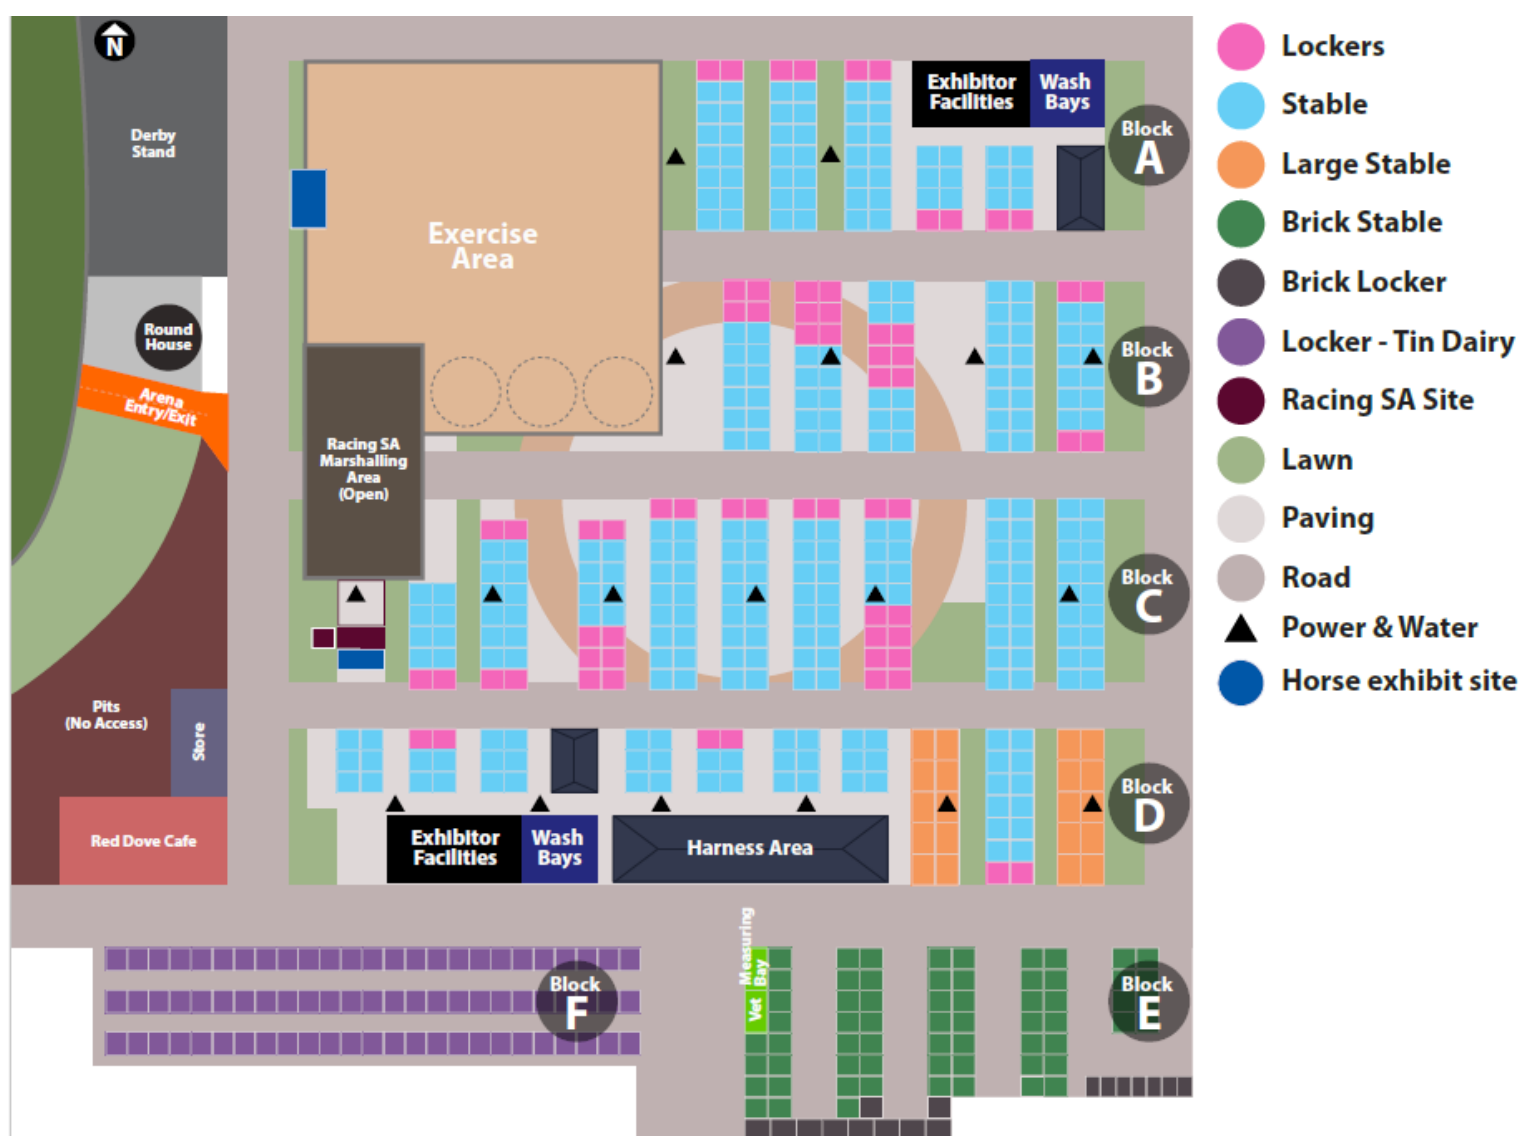 N
Derby
Stand
Round
House
Arena
Entry/Exit
Pits
(No Access)
Store
Red Dove Cafe
Exercise
Area
Racing SA
Marshalling
Area
(Open)
Exhibitor
Facilities
Wash
Bays
Block
A
Block
B
Block
C
Block
D
Exhibitor
Facilities
Wash
Bays
Harness Area
Measuring
Bay
Vet
Block
F
Block
E
Lockers
Stable
Large Stable
Brick Stable
Brick Locker
Locker - Tin Dairy
Racing SA Site
Lawn
Paving
Road
Power & Water
Horse exhibit site